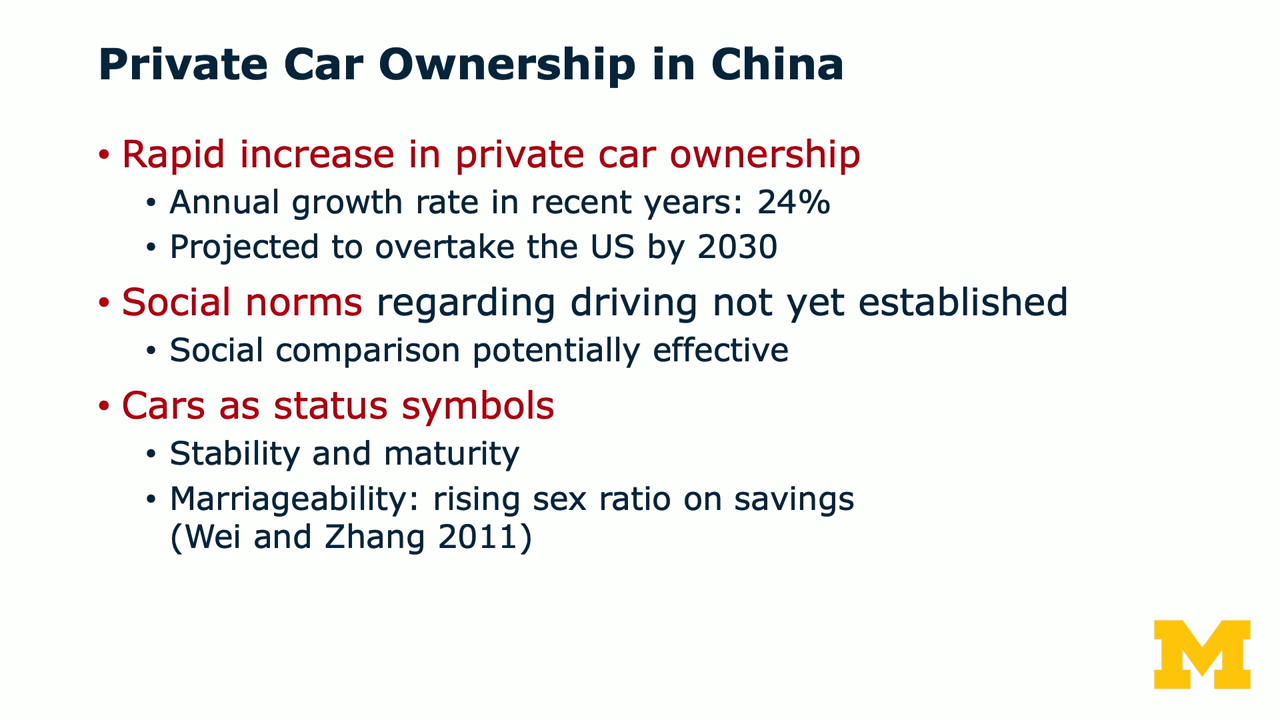 Private Car Ownership in China
• Rapid increase in private car ownership
• Annual growth rate in recent years: 24%
• Projected to overtake the US by 2030
• Social norms regarding driving not yet established
• Social comparison potentially effective
• Cars as status symbols
• Stability and maturity
• Marriageability: rising sex ratio on savings
(Wei and Zhang 2011)
M